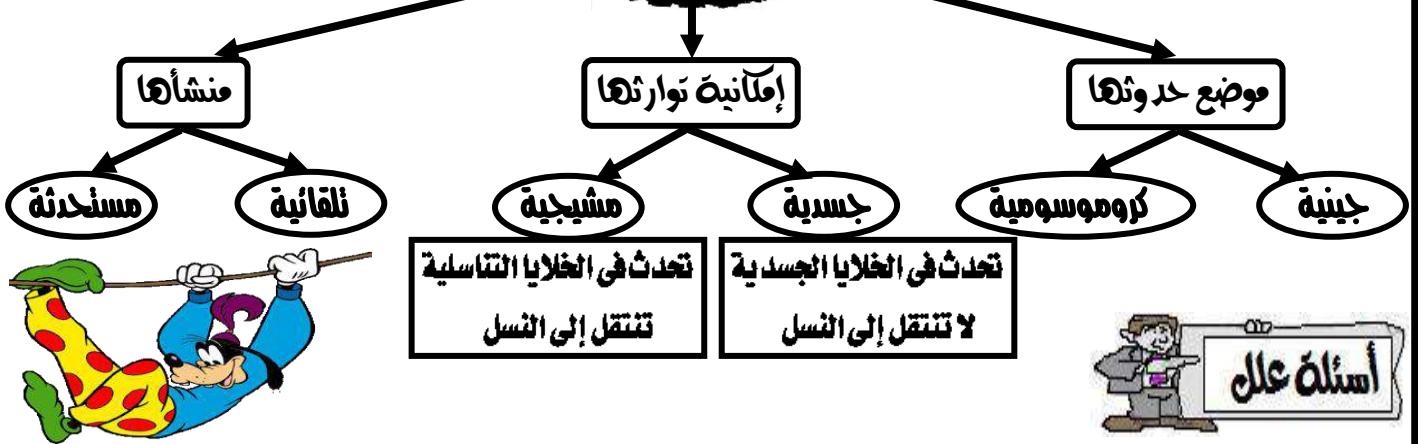 موضع حدوثها
إمكانية توارثها
منشأها
جينية
كروموسومية
جسدية
مشيجية
تلقائية
مستحدثة
تحدث فى الخلايا الجسدية
لا تنتقل إلى النسل
تحدث فى الخلايا التناسلية
تنتقل إلى النسل
أسئلة علل